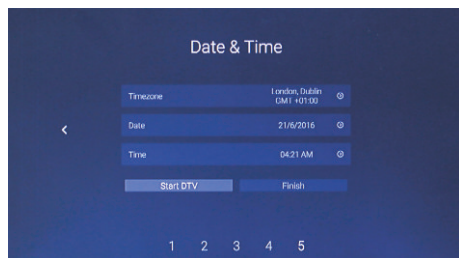 Date & Time
Timezone
London, Dublin
GMT +01:00
Date
21/6/2016
Time
04:21 AM
Start DTV
Finish
1 2 3 4 5